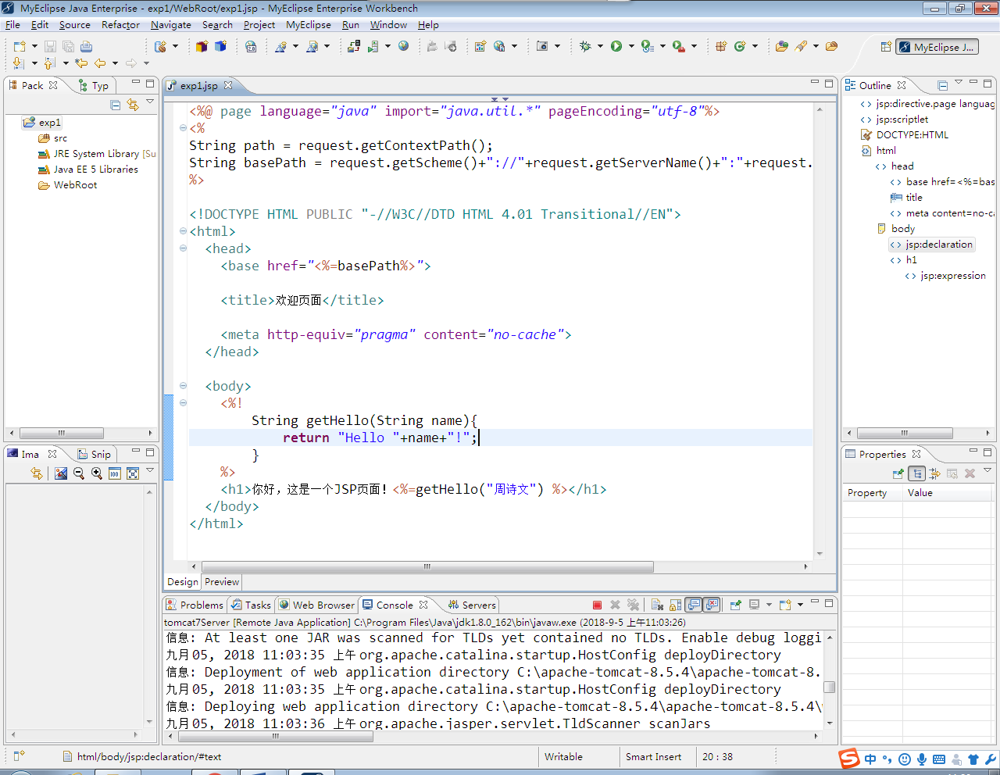 MyEclipse Java Enterprise - exp1/WebRoot/exp1.jsp - MyEclipse Enterprise Workbench
File Edit Source Refactor Navigate Search Project MyEclipse Run Window Help
MyEclipse J...
Pack
Typ
exp1
src
JRE System Library [Su
Java EE 5 Libraries
WebRoot
Ima
Snip
exp1.jsp
<%@ page language="java" import="java.util.*" pageEncoding="utf-8"%>
<%
String path = request.getContextPath();
String basePath = request.getScheme()+"://"+request.getServerName()+":"+request.
%>
<!DOCTYPE HTML PUBLIC "-//W3C//DTD HTML 4.01 Transitional//EN">
<html>
<head>
<base href="<%=basePath%>">
<title>欢迎页面</title>
<meta http-equiv="pragma" content="no-cache">
</head>
<body>
<%!
String getHello(String name){
return "Hello "+name+"!";
}
%>
<h1>你好，这是一个JSP页面！<%=getHello("周诗文") %></h1>
</body>
</html>
Design Preview
Outline
jsp:directive.page languag
jsp:scriptlet
DOCTYPE:HTML
html
head
base href=<%=bas
title
meta content=no-ca
body
jsp:declaration
h1
jsp:expression
Properties
Property Value
Problems Tasks Web Browser Console Servers
tomcat7Server [Remote Java Application] C:\Program Files\Java\jdk1.8.0_162\bin\javaw.exe (2018-9-5 上午11:03:26)
信息: At least one JAR was scanned for TLDs yet contained no TLDs. Enable debug loggi
九月 05, 2018 11:03:35 上午 org.apache.catalina.startup.HostConfig deployDirectory
信息: Deployment of web application directory C:\apache-tomcat-8.5.4\apache-tomcat-8.
九月 05, 2018 11:03:35 上午 org.apache.catalina.startup.HostConfig deployDirectory
信息: Deploying web application directory C:\apache-tomcat-8.5.4\apache-tomcat-8.5.4\
九月 05, 2018 11:03:36 上午 org.apache.jasper.servlet.TldScanner scanJars
html/body/jsp:declaration/#text
Writable
Smart Insert
20 : 38
中